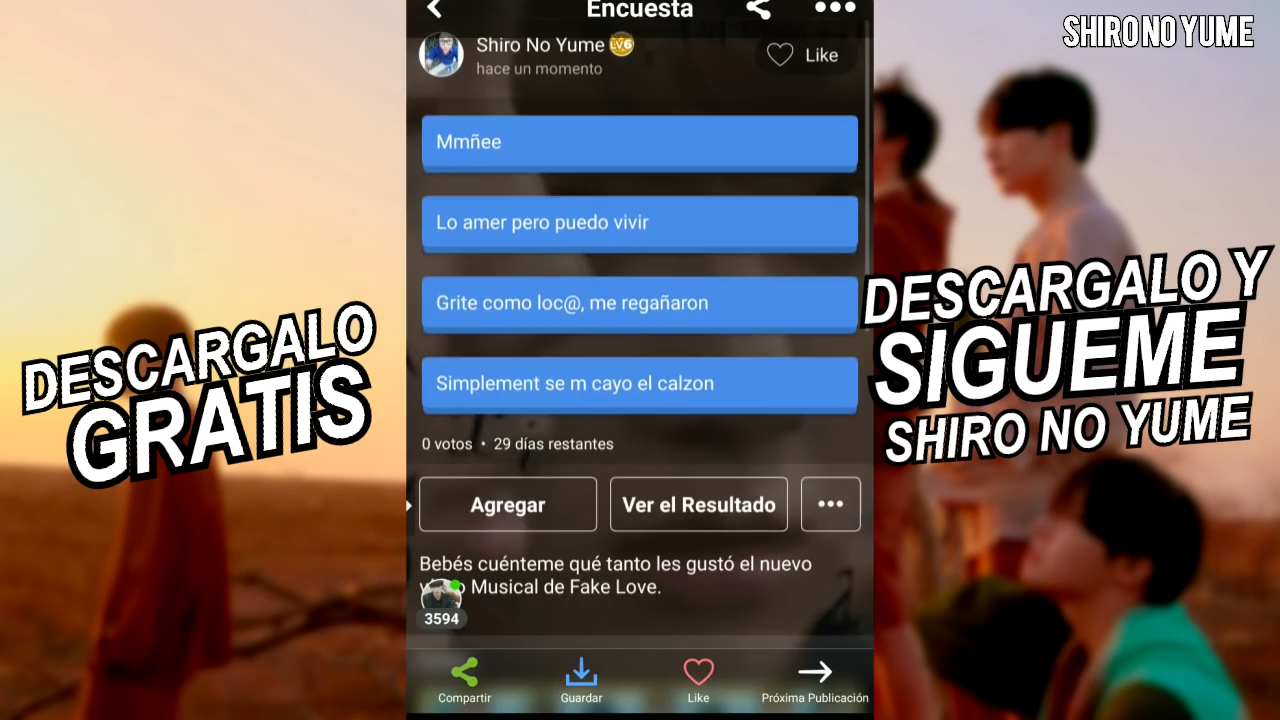 Encuesta
SHIRO NO YUME
Shiro No Yume LV6
hace un momento
Like
Mmñee
Lo amer pero puedo vivir
Grite como loc@, me regañaron
Simplement se m cayo el calzon
0 votos • 29 días restantes
Agregar
Ver el Resultado
Bebés cuénteme qué tanto les gustó el nuevo
Musical de Fake Love.
3594
Compartir
Guardar
Like
Próxima Publicación
DESCARGALO
GRATIS
DESCARGALO Y
SIGUEME
SHIRO NO YUME